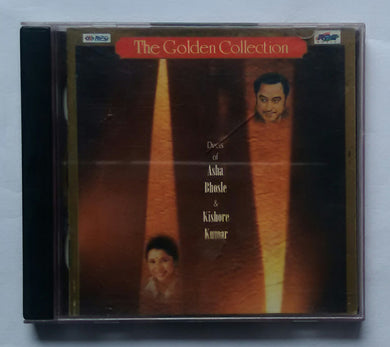 The Golden Collection
Duets
of
Asha
Bhosle
&
Kishore
Kumar